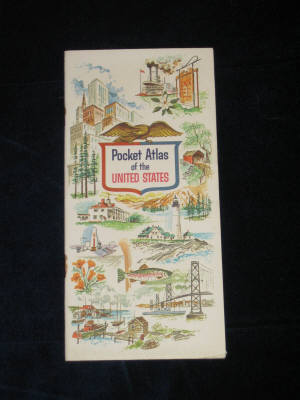 Pocket Atlas
of the
UNITED STATES